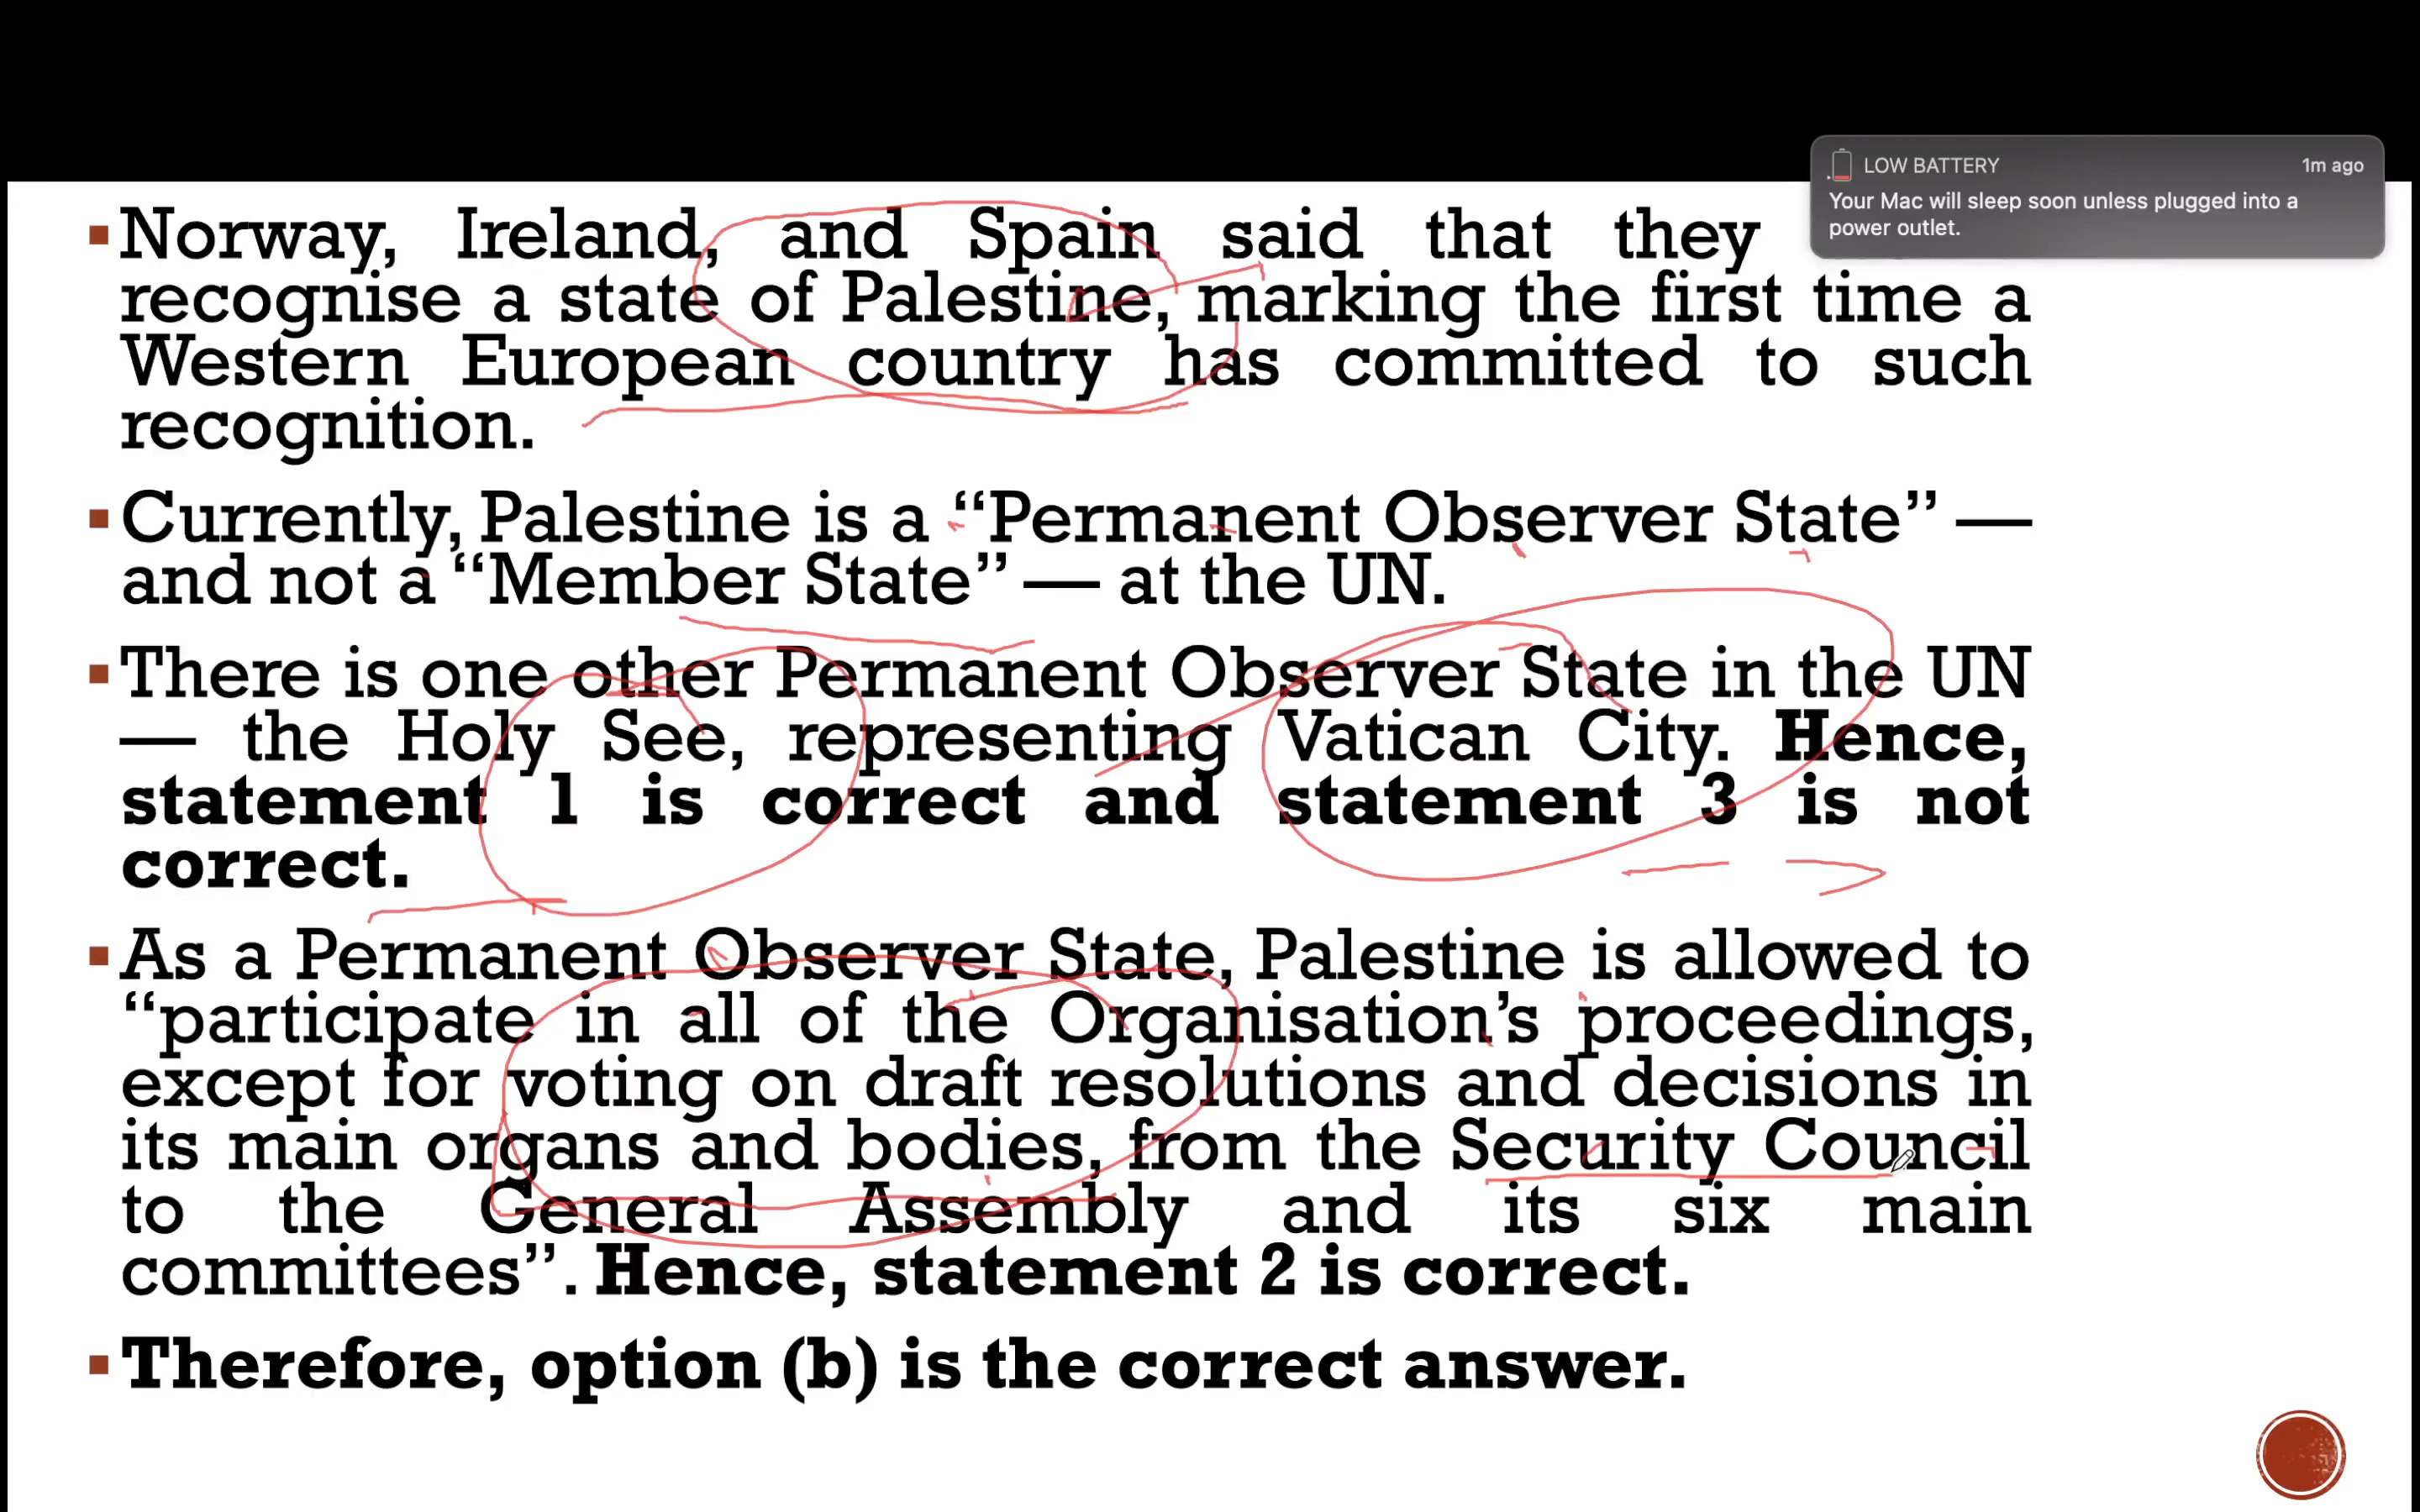 LOW BATTERY 1m ago
Your Mac will sleep soon unless plugged into a
power outlet.
Norway, Ireland, and Spain said that they
recognise a state of Palestine, marking the first time a
Western European country has committed to such
recognition.
Currently, Palestine is a “Permanent Observer State” —
and not a “Member State” — at the UN.
There is one other Permanent Observer State in the UN
— the Holy See, representing Vatican City. Hence,
statement 1 is correct and statement 3 is not
correct.
As a Permanent Observer State, Palestine is allowed to
“participate in all of the Organisation’s proceedings,
except for voting on draft resolutions and decisions in
its main organs and bodies, from the Security Council
to the General Assembly and its six main
committees”. Hence, statement 2 is correct.
Therefore, option (b) is the correct answer.